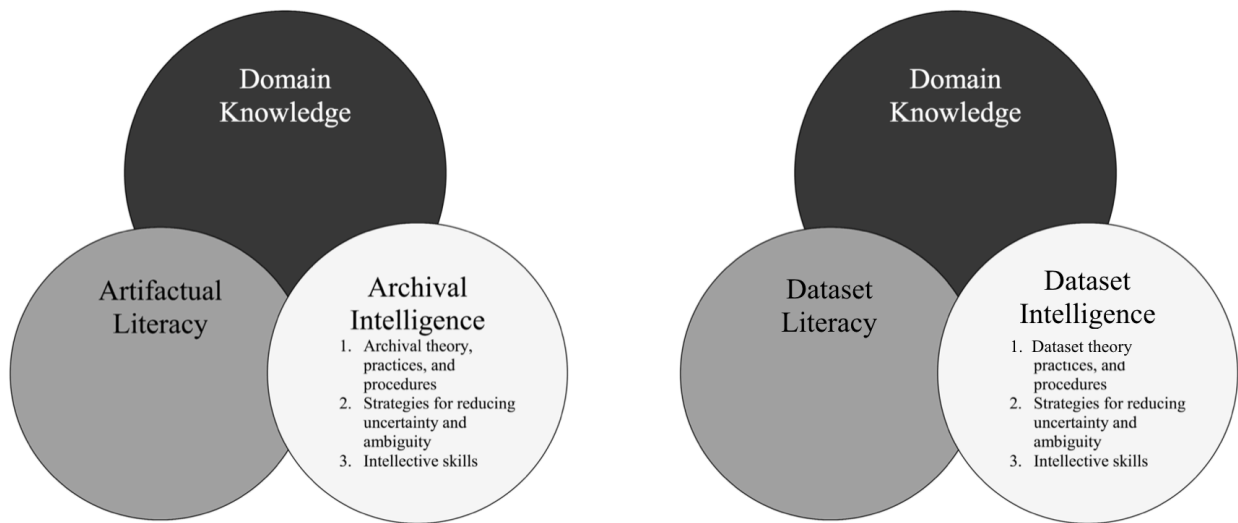 Domain
Knowledge
Artifactual
Literacy
Archival
Intelligence
1. Archival theory,
practices, and
procedures
2. Strategies for reducing
uncertainty and
ambiguity
3. Intellective skills
Domain
Knowledge
Dataset
Literacy
Dataset
Intelligence
1. Dataset theory
practices, and
procedures
2. Strategies for reducing
uncertainty and
ambiguity
3. Intellective skills